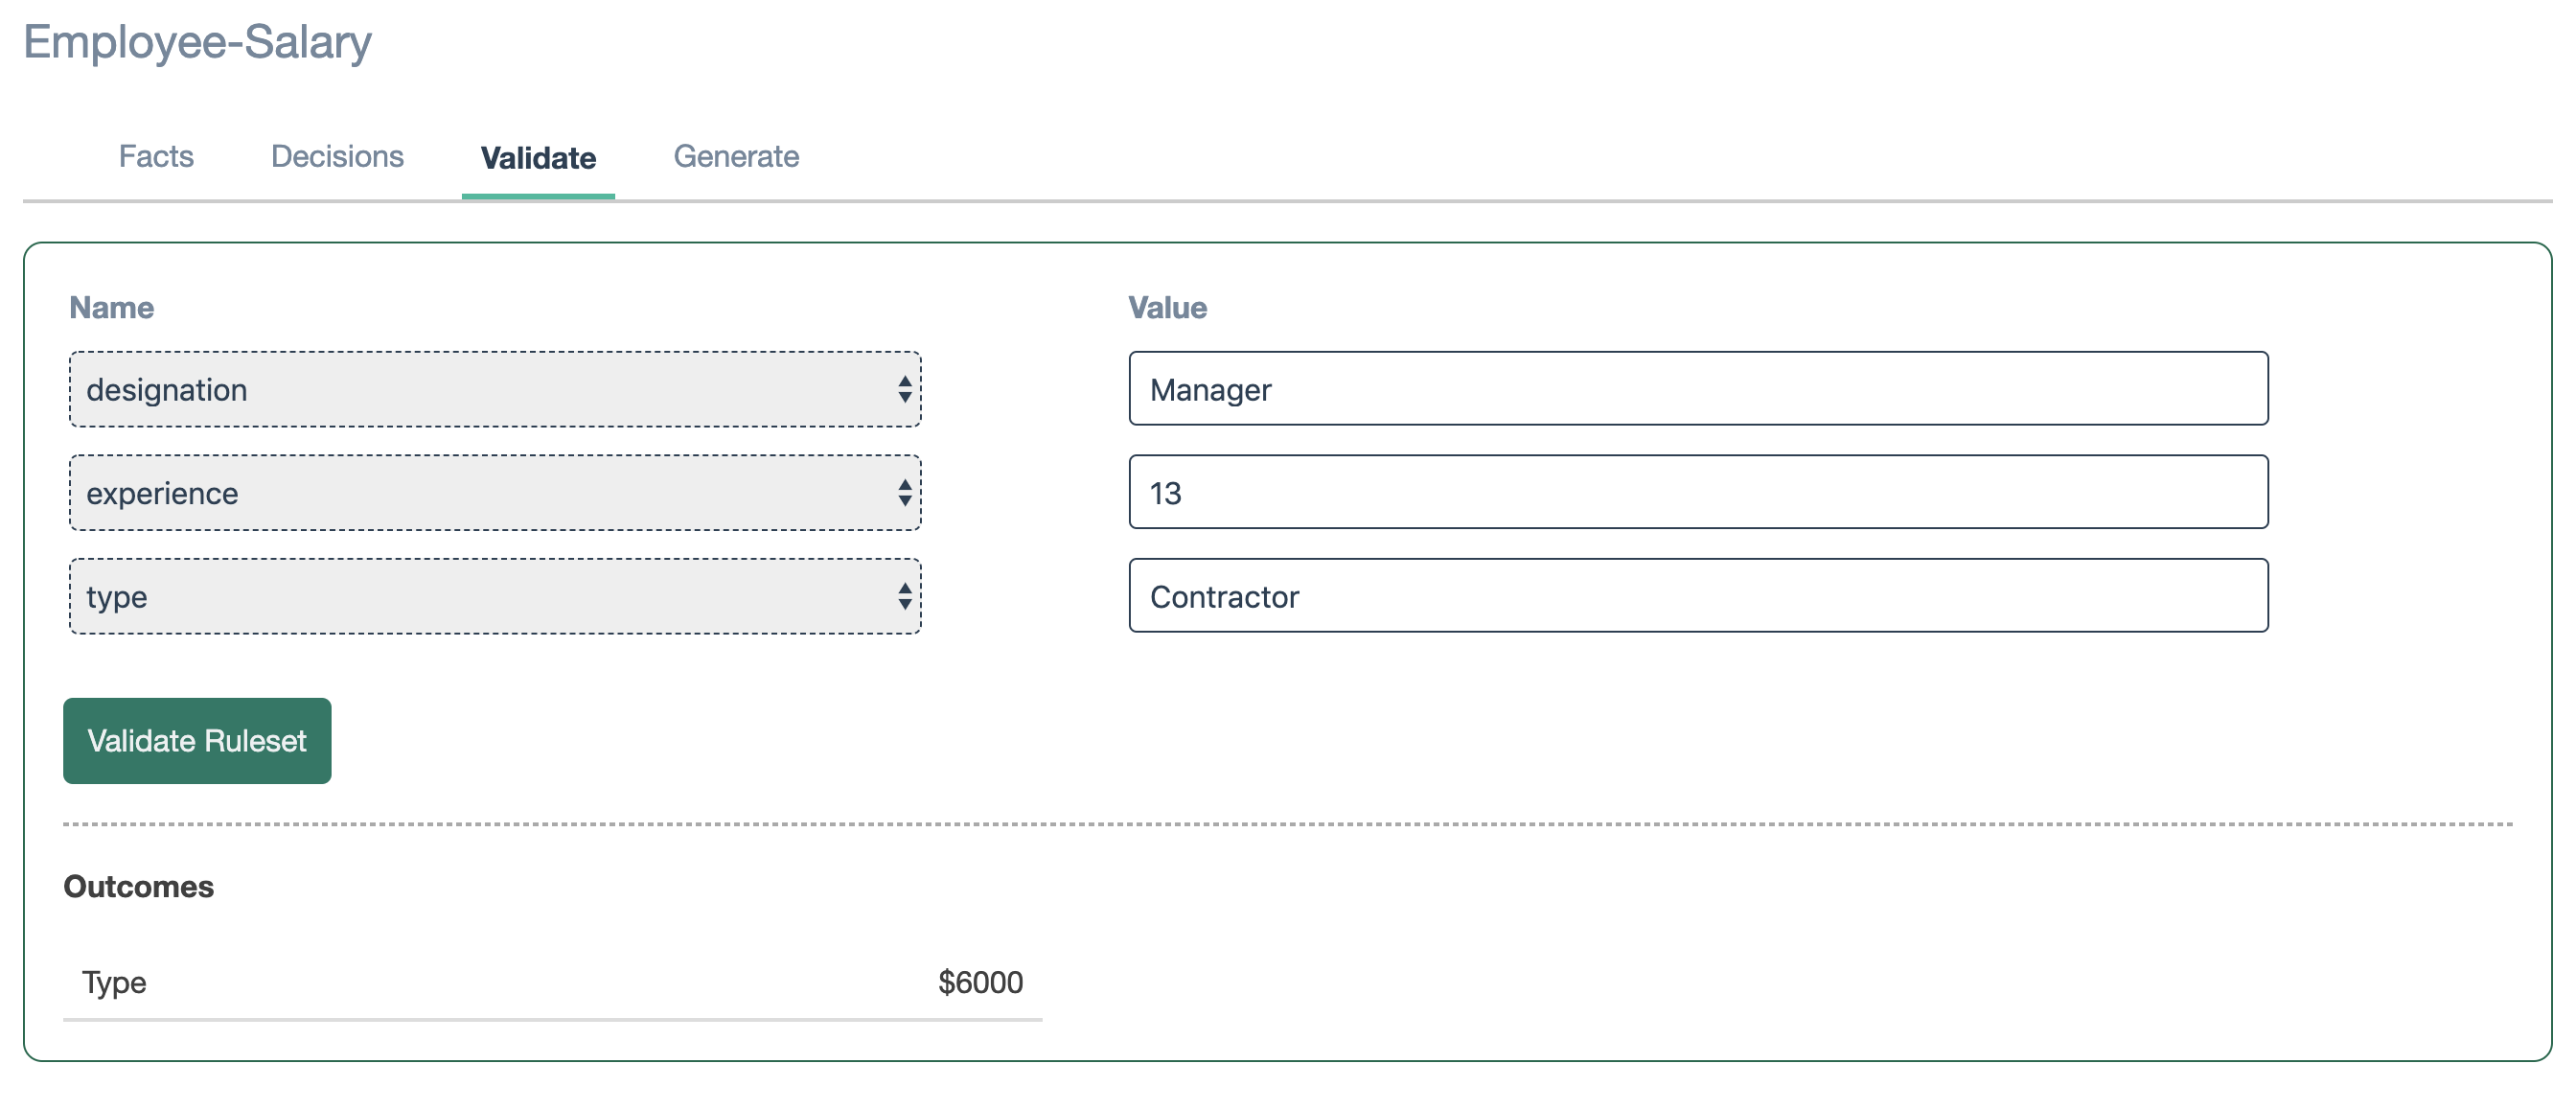 Employee-Salary
Facts Decisions Validate Generate
Name Value
designation Manager
experience 13
type Contractor
Validate Ruleset
Outcomes
Type $6000